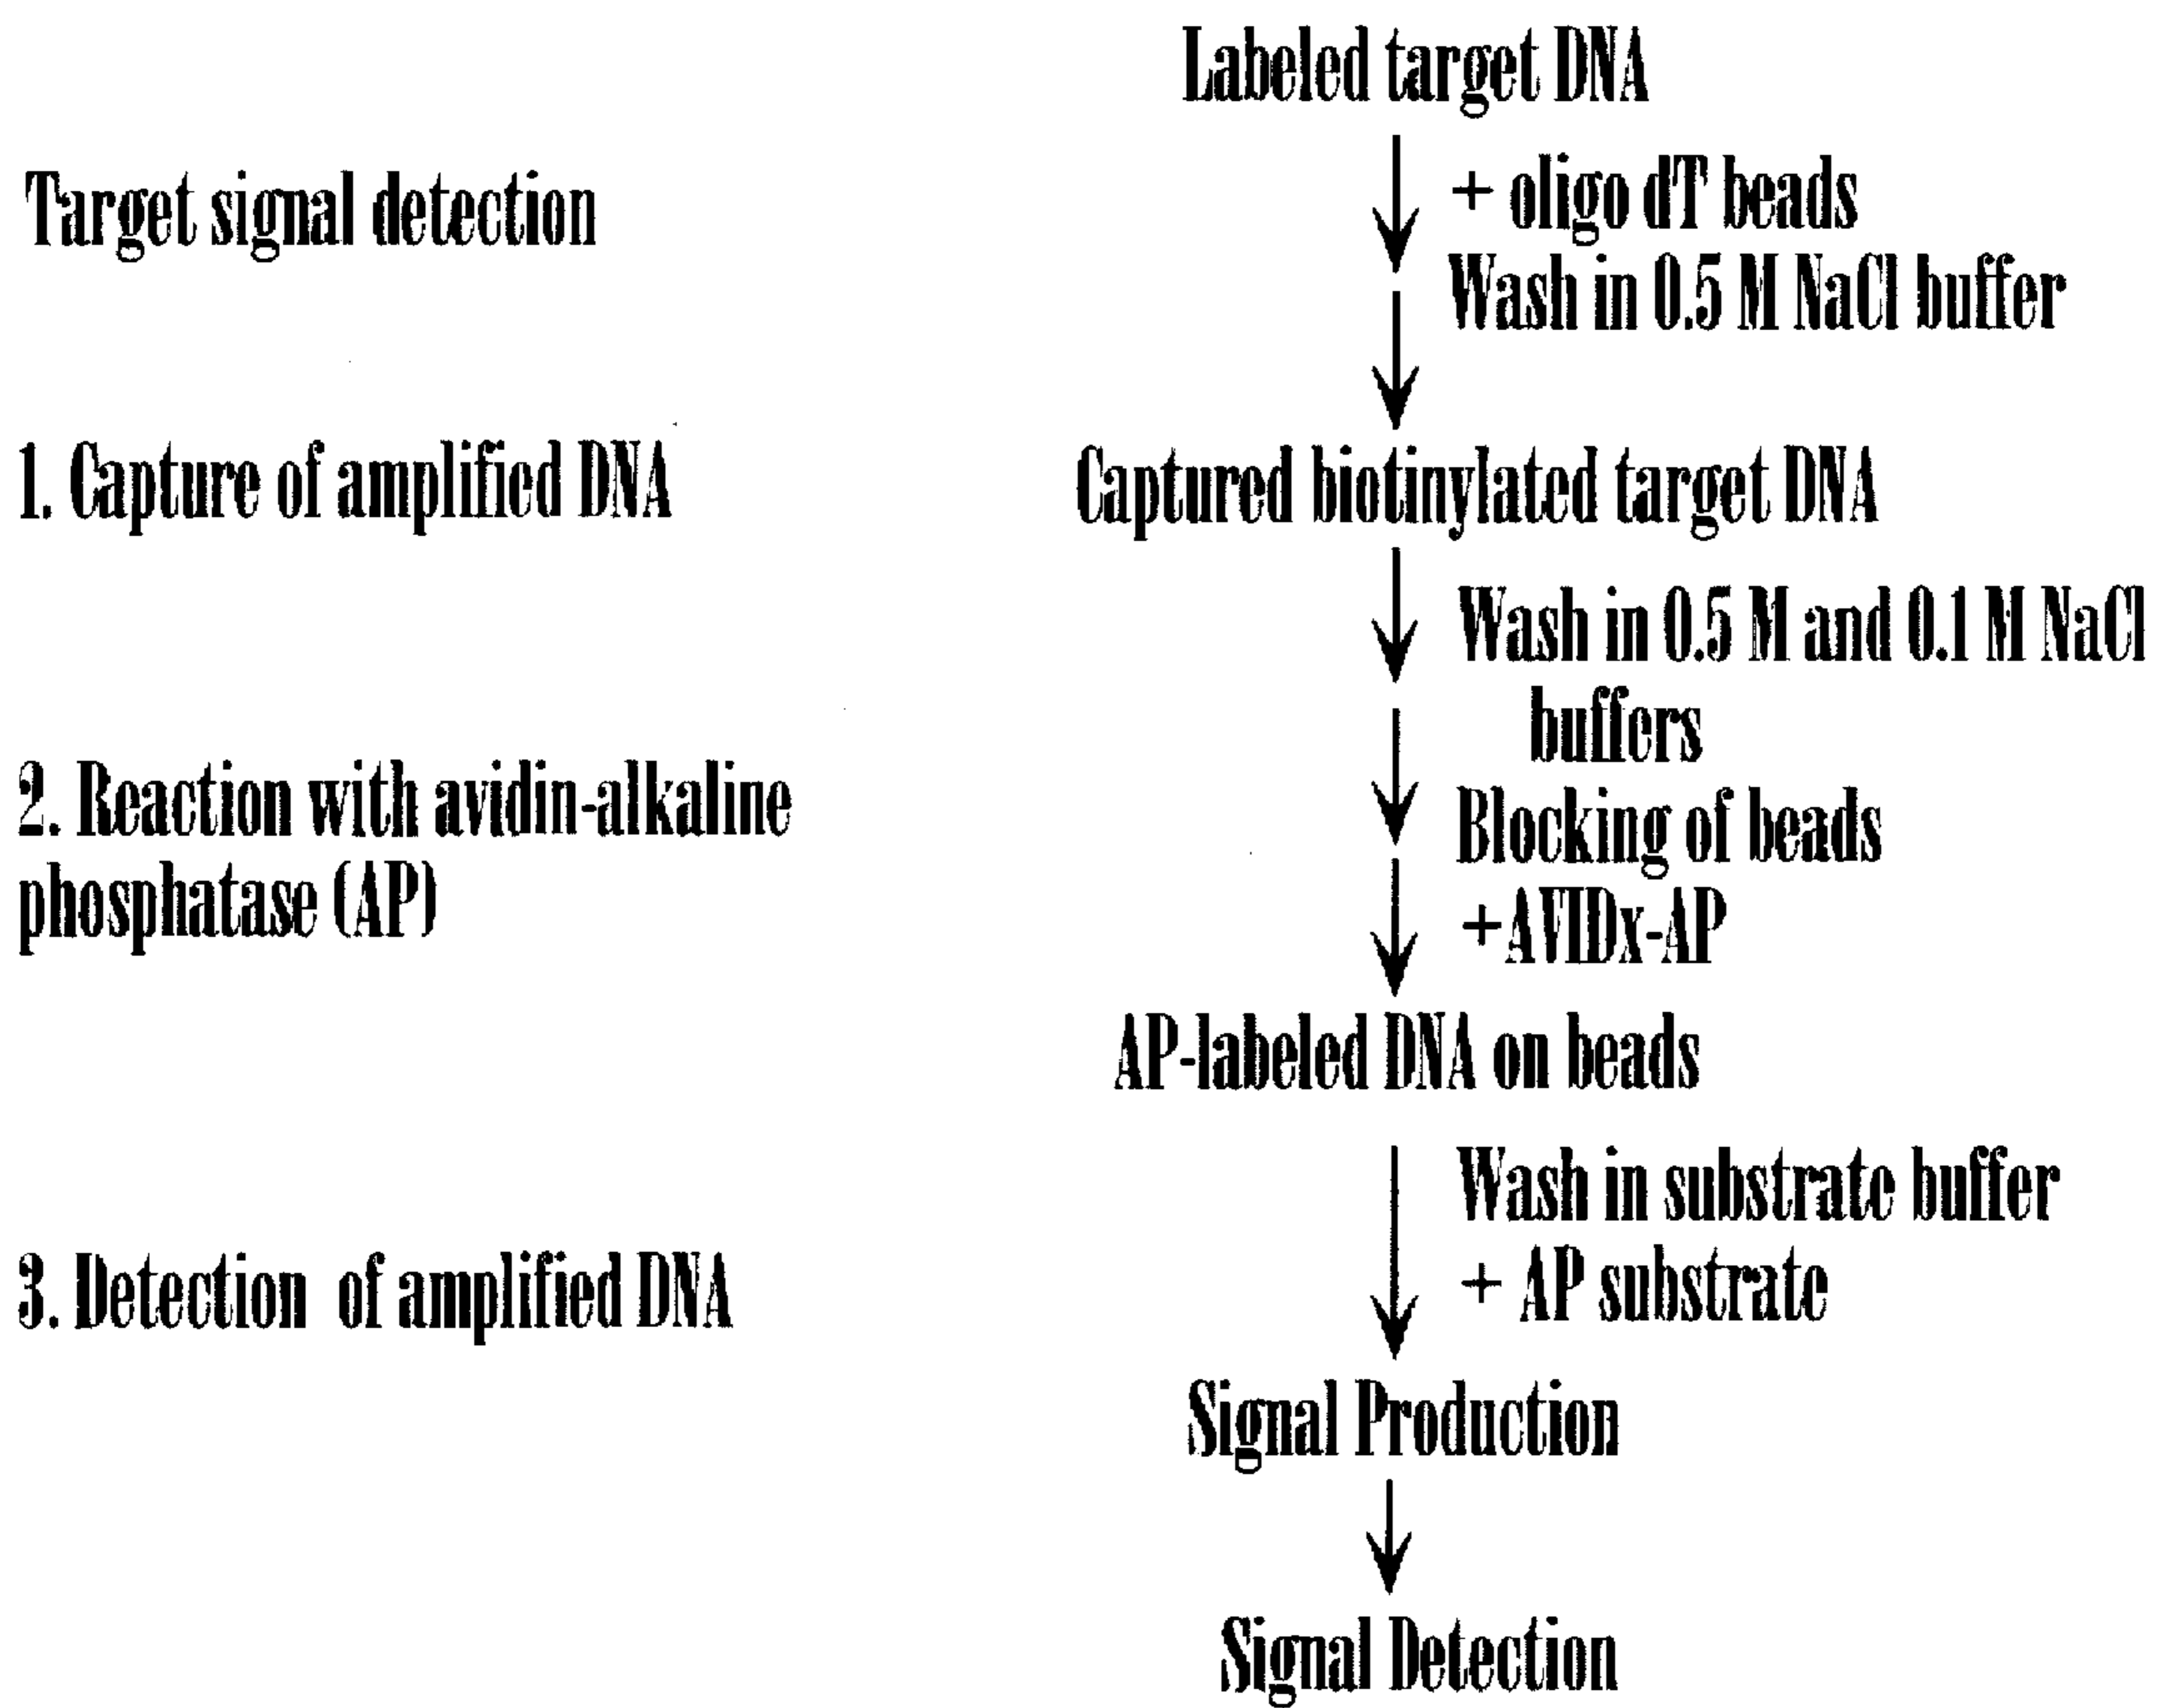 Labeled target DNA
Target signal detection
+ oligo dT beads
Wash in 0.5 M NaCl buffer
1. Capture of amplified DNA
Captured biotinylated target DNA
Wash in 0.5 M and 0.1 M NaCl
buffers
2. Reaction with avidin-alkaline
phosphatase (AP)
Blocking of beads
+AVIDx-AP
AP-labeled DNA on beads
Wash in substrate buffer
3. Detection of amplified DNA
+ AP substrate
Signal Production
Signal Detection